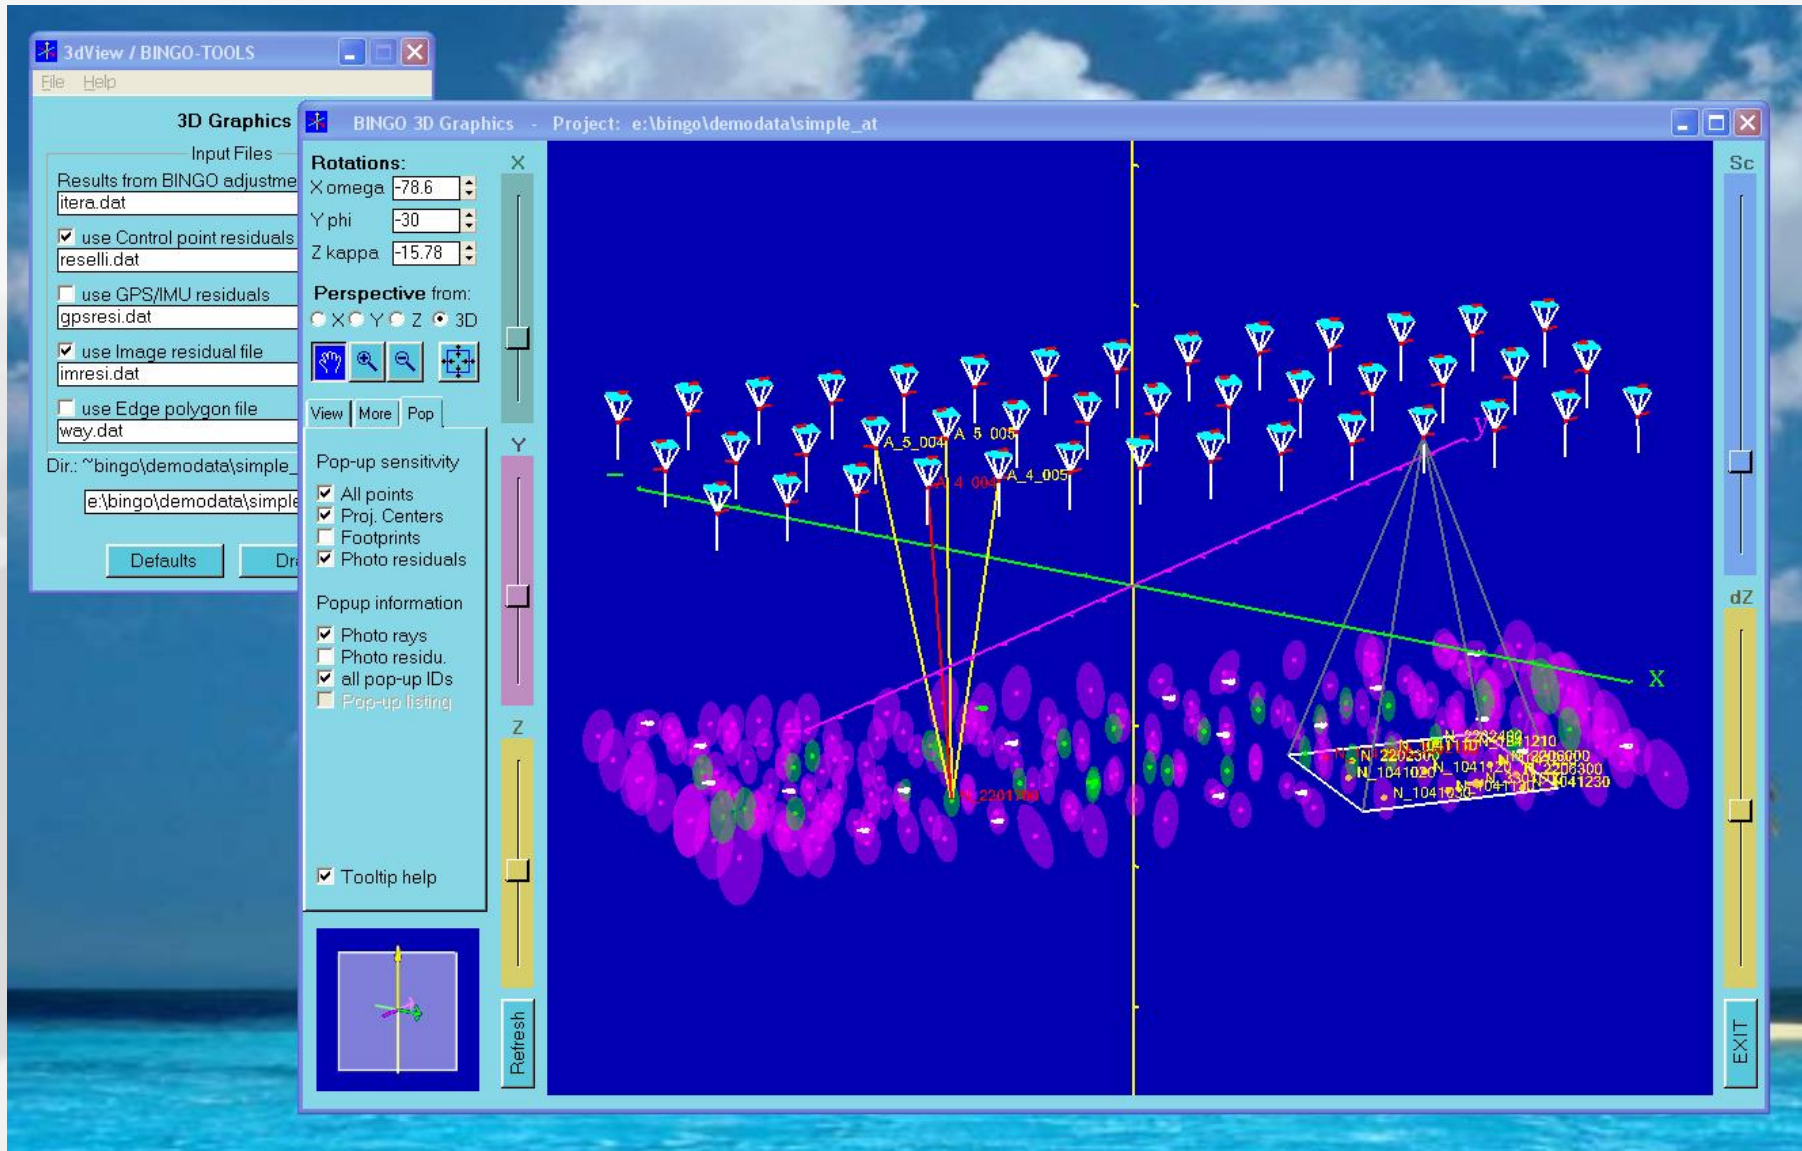 3dView / BINGO-TOOLS
File Help
3D Graphics
Input Files
Results from BINGO adjustme
itera.dat
use Control point residuals
reselli.dat
use GPS/IMU residuals
gpsresi.dat
use Image residual file
imresi.dat
use Edge polygon file
way.dat
Dir.: ~bingo\demodata\simple_
e:\bingo\demodata\simple
Defaults
BINGO 3D Graphics - Project: e:\bingo\demodata\simple_at
Rotations:
X omega -78.6
Y phi -30
Z kappa -15.78
Perspective from:
X Y Z 3D
View More Pop
Pop-up sensitivity
All points
Proj. Centers
Footprints
Photo residuals
Popup information
Photo rays
Photo residu.
all pop-up IDs
Pop-up listing
Tooltip help
X
Y
Z
Refresh
A_5_004
A_5_005
A_4_004
A_4_005
y
X
N_2202300
N_1041020
N_1041120
N_2206300
N_1041230
Sc
dZ
EXIT